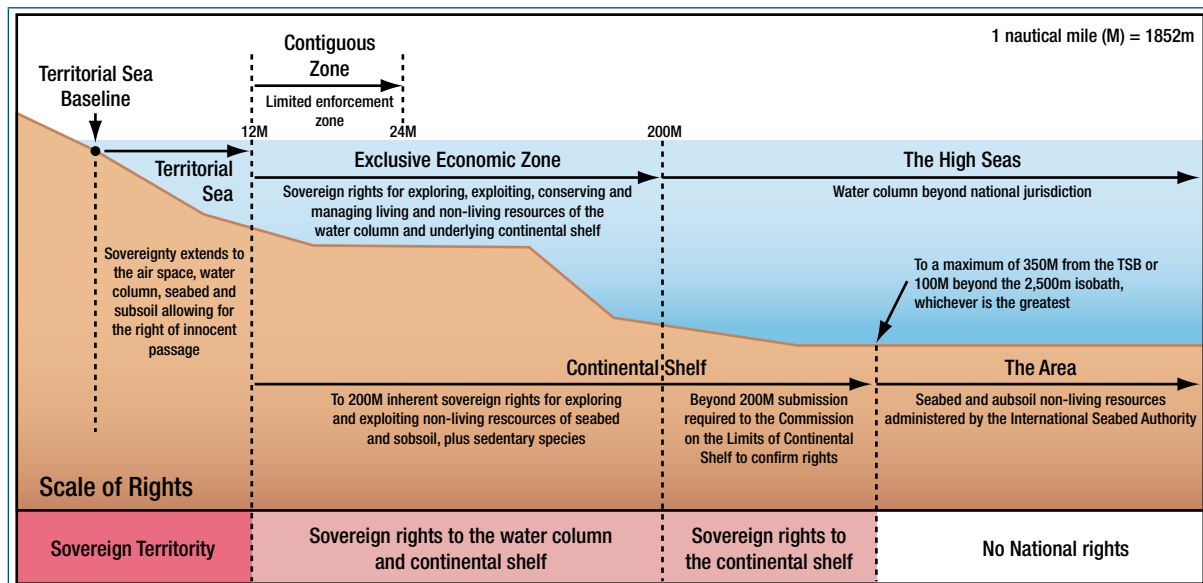 1 nautical mile (M) = 1852m
Contiguous
Zone
Limited enforcement
zone
Territorial Sea
Baseline
12M
24M
200M
Territorial
Sea
Exclusive Economic Zone
Sovereign rights for exploring, exploiting, conserving and
managing living and non-living resources of the
water column and underlying continental shelf
The High Seas
Water column beyond national jurisdiction
Sovereignty extends to
the air space, water
column, seabed and
subsoil allowing for
the right of innocent
passage
To a maximum of 350M from the TSB or
100M beyond the 2,500m isobath,
whichever is the greatest
Continental Shelf
To 200M inherent sovereign rights for exploring
and exploiting non-living rescources of seabed
and sobsoil, plus sedentary species
Beyond 200M submission
required to the Commission
on the Limits of Continental
Shelf to confirm rights
The Area
Seabed and aubsoil non-living resources
administered by the International Seabed Authority
Scale of Rights
Sovereign Territority
Sovereign rights to the water column
and continental shelf
Sovereign rights to
the continental shelf
No National rights